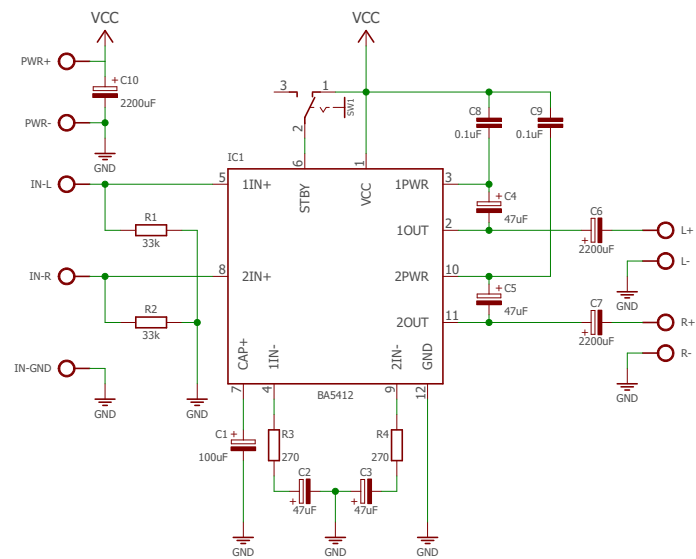 VCC
VCC
PWR+
C10
+
2200uF
3
1
SW1
2
C8
0.1uF
C9
0.1uF
PWR-
GND
IC1
6
1
IN-L
5
1IN+
STBY
VCC
1PWR
3
+
C4
47uF
R1
33k
1OUT
2
C6
+
2200uF
L+
L-
IN-R
8
2IN+
2PWR
10
+
C5
47uF
GND
R2
33k
2OUT
11
C7
+
2200uF
R+
R-
IN-GND
CAP+
1IN-
2IN-
GND
GND
GND
GND
7
4
BA5412
9
12
C1
+
100uF
R3
270
R4
270
C2
+
47uF
C3
+
47uF
GND
GND
GND